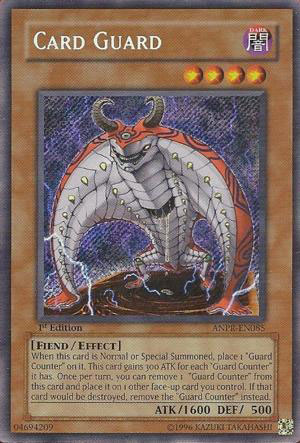 CARD GUARD
DARK
闇
1st Edition
ANPR-EN085
[FIEND / EFFECT]
When this card is Normal or Special Summoned, place 1 "Guard
Counter" on it. This card gains 300 ATK for each "Guard Counter"
it has. Once per turn, you can remove 1 "Guard Counter" from
this card and place it on 1 other face-up card you control. If that
card would be destroyed, remove the "Guard Counter" instead.
ATK/1600 DEF/ 500
04694209
©1996 KAZUKI TAKAHASHI